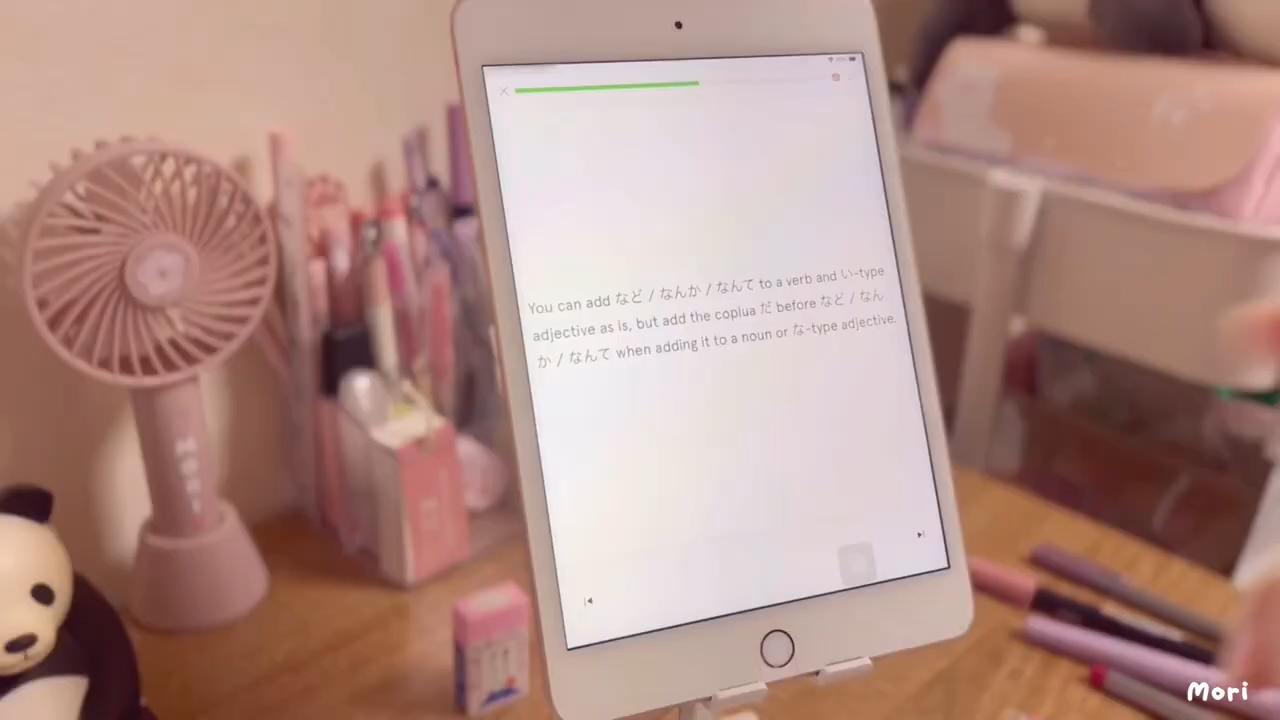 You can add など / なんか / なんて to a verb and い-type
adjective as is, but add the coplua だ before など / なん
か / なんて when adding it to a noun or な-type adjective.
Mori